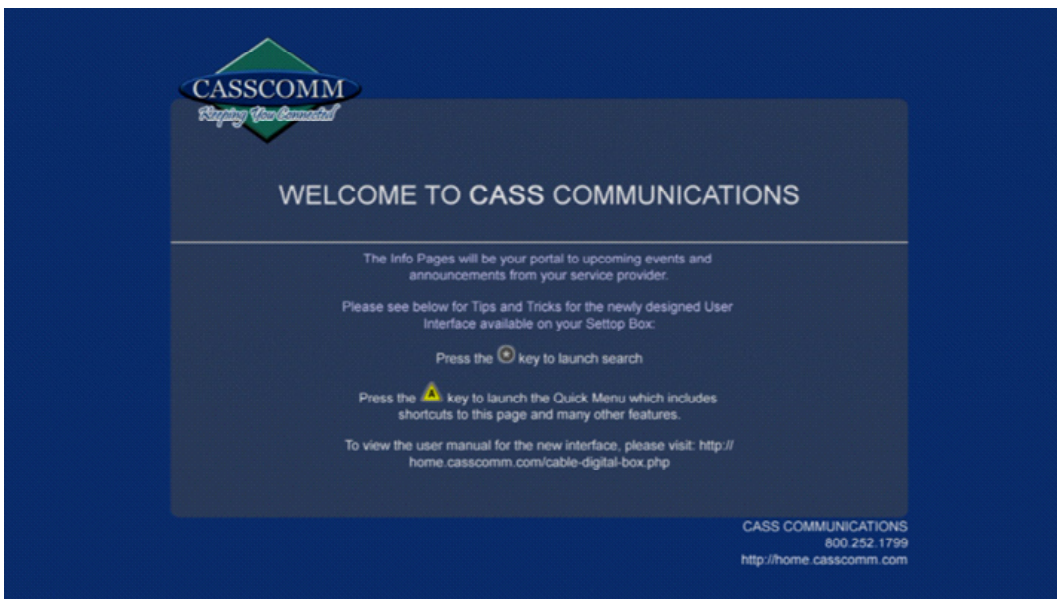 CASSCOMM
Keeping You Connected
WELCOME TO CASS COMMUNICATIONS
The Info Pages will be your portal to upcoming events and
announcements from your service provider.
Please see below for Tips and Tricks for the newly designed User
Interface available on your Settop Box:
Press the key to launch search
Press the A key to launch the Quick Menu which includes
shortcuts to this page and many other features.
To view the user manual for the new interface, please visit: http://
home.casscomm.com/cable-digital-box.php
CASS COMMUNICATIONS
800.252.1799
http://home.casscomm.com